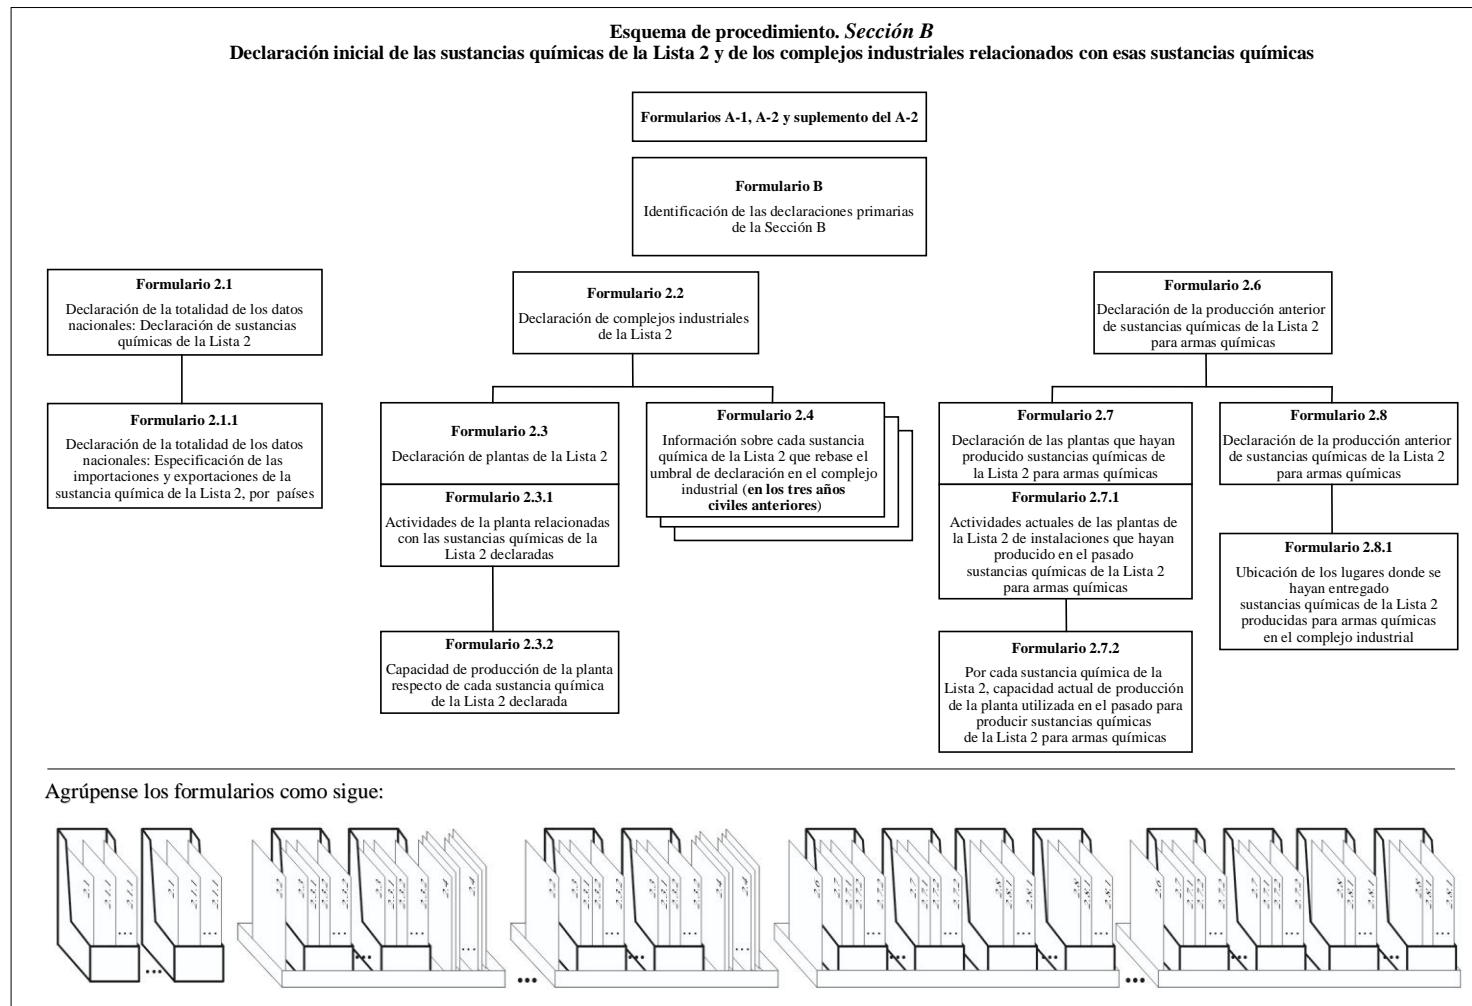 Esquema de procedimiento. Sección B
Declaración inicial de las sustancias químicas de la Lista 2 y de los complejos industriales relacionados con esas sustancias químicas
Formularios A-1, A-2 y suplemento del A-2
Formulario B
Identificación de las declaraciones primarias
de la Sección B
Formulario 2.1
Declaración de la totalidad de los datos
nacionales: Declaración de sustancias
químicas de la Lista 2
Formulario 2.2
Declaración de complejos industriales
de la Lista 2
Formulario 2.6
Declaración de la producción anterior
de sustancias químicas de la Lista 2
para armas químicas
Formulario 2.1.1
Declaración de la totalidad de los datos
nacionales: Especificación de las
importaciones y exportaciones de la
sustancia química de la Lista 2, por países
Formulario 2.3
Declaración de plantas de la Lista 2
Formulario 2.3.1
Actividades de la planta relacionadas
con las sustancias químicas de la
Lista 2 declaradas
Formulario 2.3.2
Capacidad de producción de la planta
respecto de cada sustancia química
de la Lista 2 declarada
Formulario 2.4
Información sobre cada sustancia
química de la Lista 2 que rebase el
umbral de declaración en el complejo
industrial (en los tres años
civiles anteriores)
Formulario 2.7
Declaración de las plantas que hayan
producido sustancias químicas de
la Lista 2 para armas químicas
Formulario 2.7.1
Actividades actuales de las plantas de
la Lista 2 de instalaciones que hayan
producido en el pasado
sustancias químicas de la Lista 2
para armas químicas
Formulario 2.7.2
Por cada sustancia química de la
Lista 2, capacidad actual de producción
de la planta utilizada en el pasado para
producir sustancias químicas
de la Lista 2 para armas químicas
Formulario 2.8
Declaración de la producción anterior
de sustancias químicas de la Lista 2
para armas químicas
Formulario 2.8.1
Ubicación de los lugares donde se
hayan entregado
sustancias químicas de la Lista 2
producidas para armas químicas
en el complejo industrial
Agrúpense los formularios como sigue: